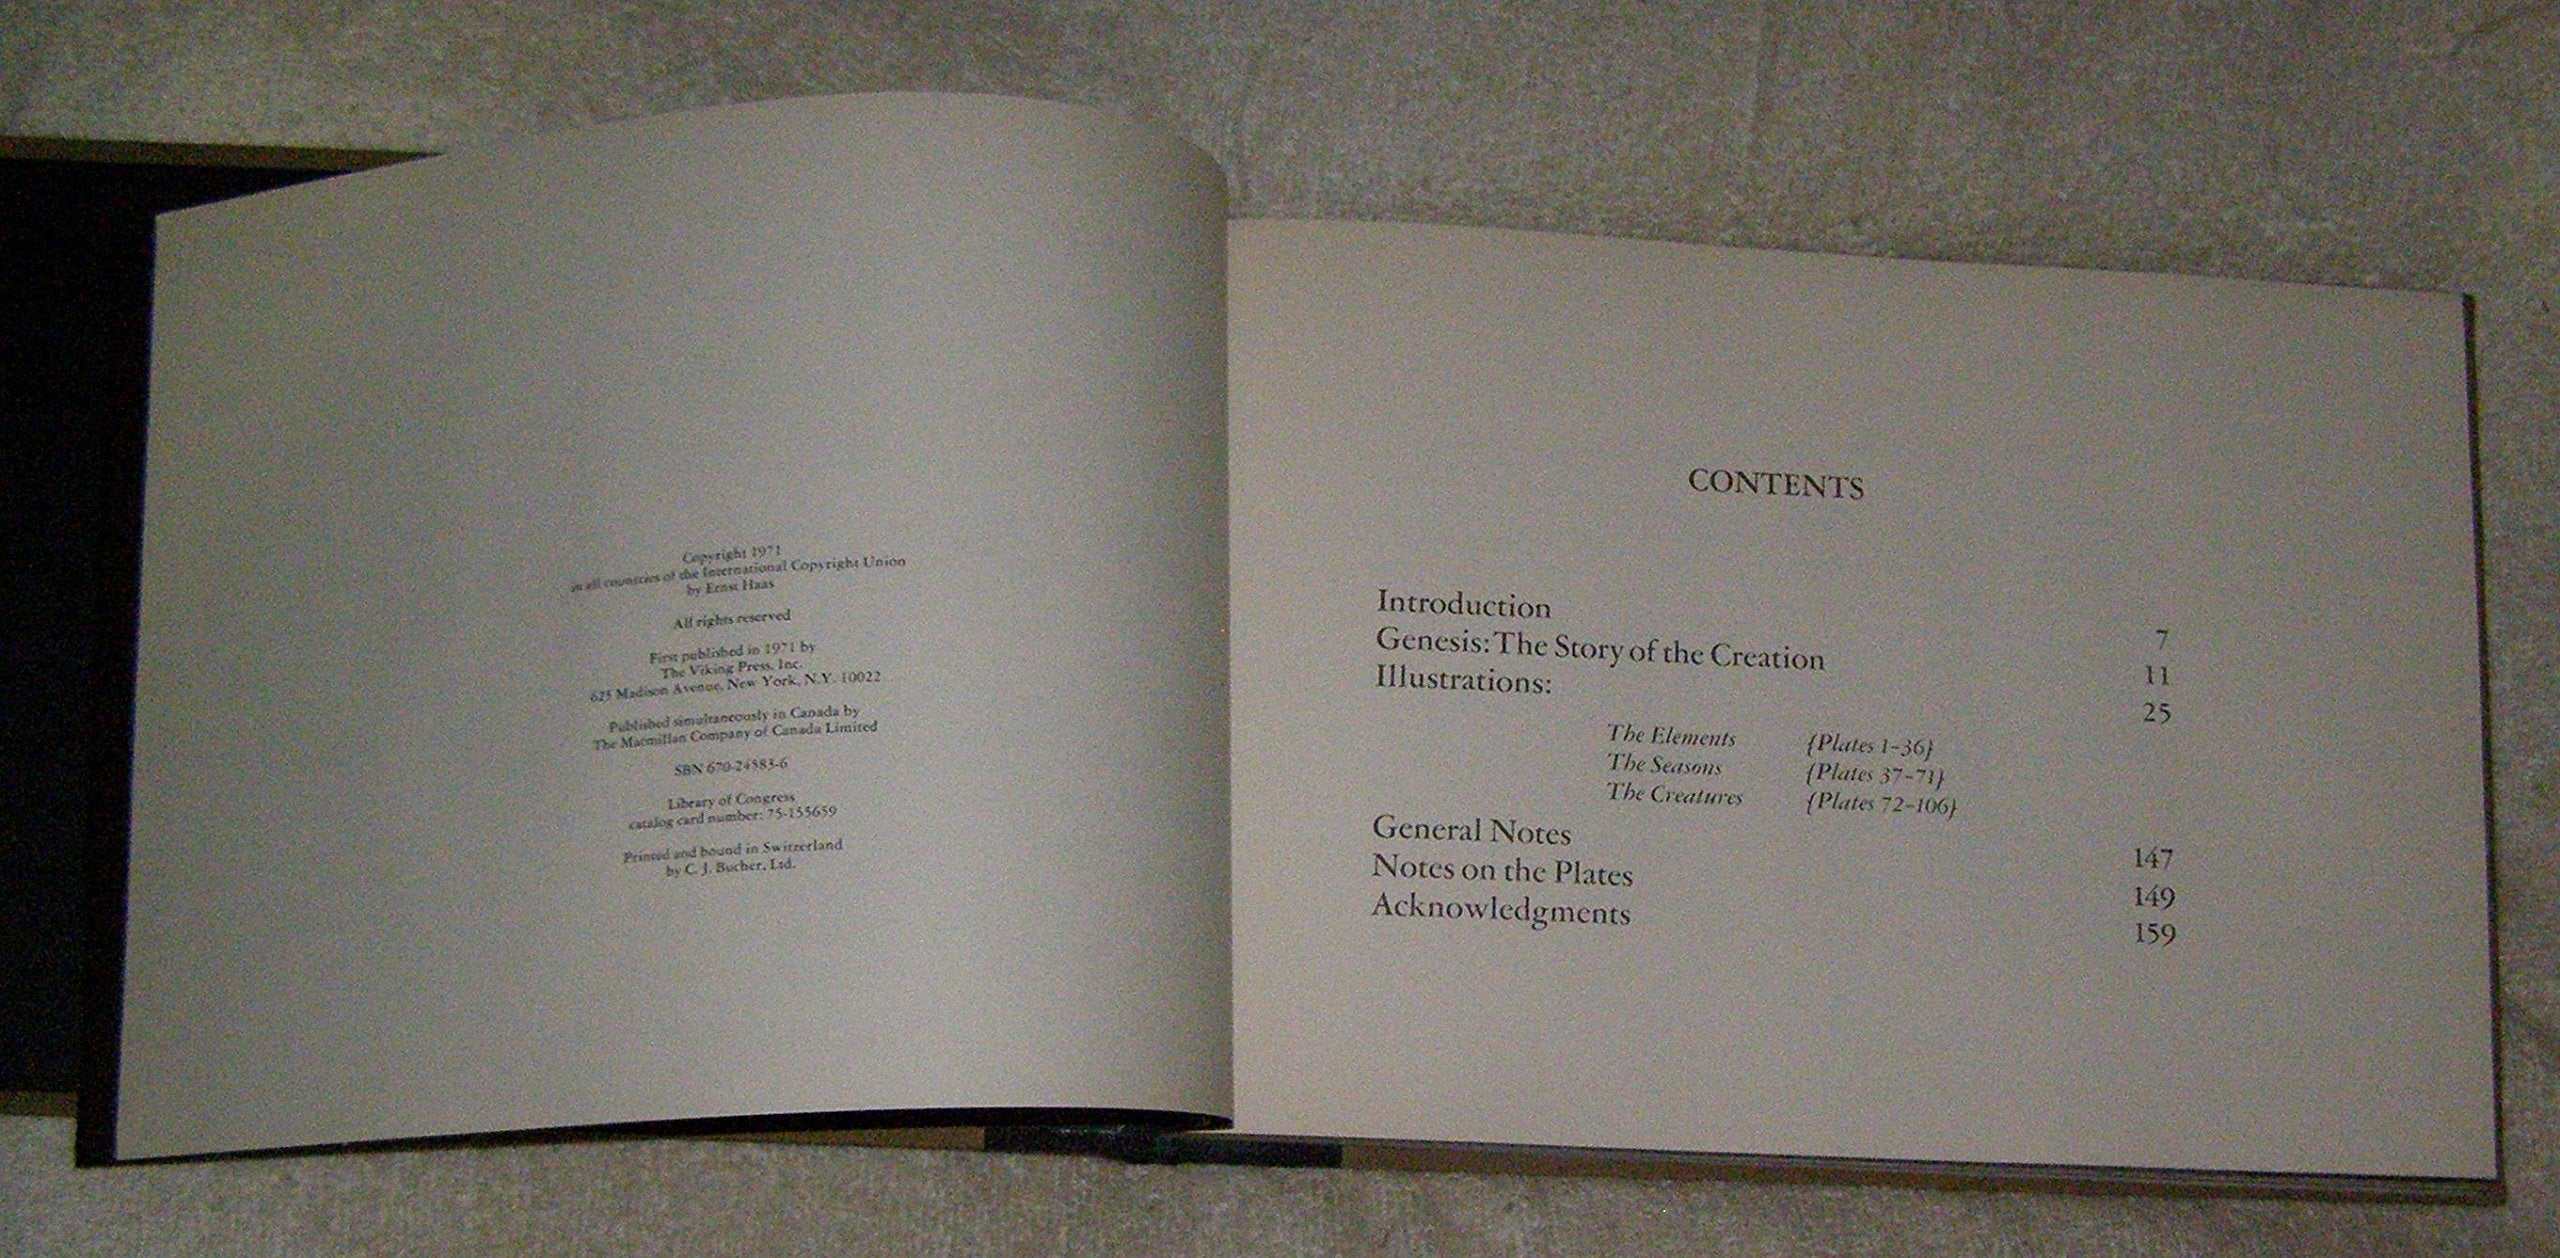 Copyright 1971
in all countries of the International Copyright Union
by Ernst Haas
All rights reserved
First published in 1971 by
The Viking Press, Inc.
625 Madison Avenue, New York, N.Y. 10022
Published simultaneously in Canada by
The Macmillan Company of Canada Limited
SBN 670-24583-6
Library of Congress
catalog card number: 75-155659
Printed and bound in Switzerland
by C. J. Bucher, Ltd.
CONTENTS
Introduction 7
Genesis: The Story of the Creation 11
Illustrations: 25
The Elements {Plates 1-36}
The Seasons {Plates 37-71}
The Creatures {Plates 72-106}
General Notes 147
Notes on the Plates 149
Acknowledgments 159